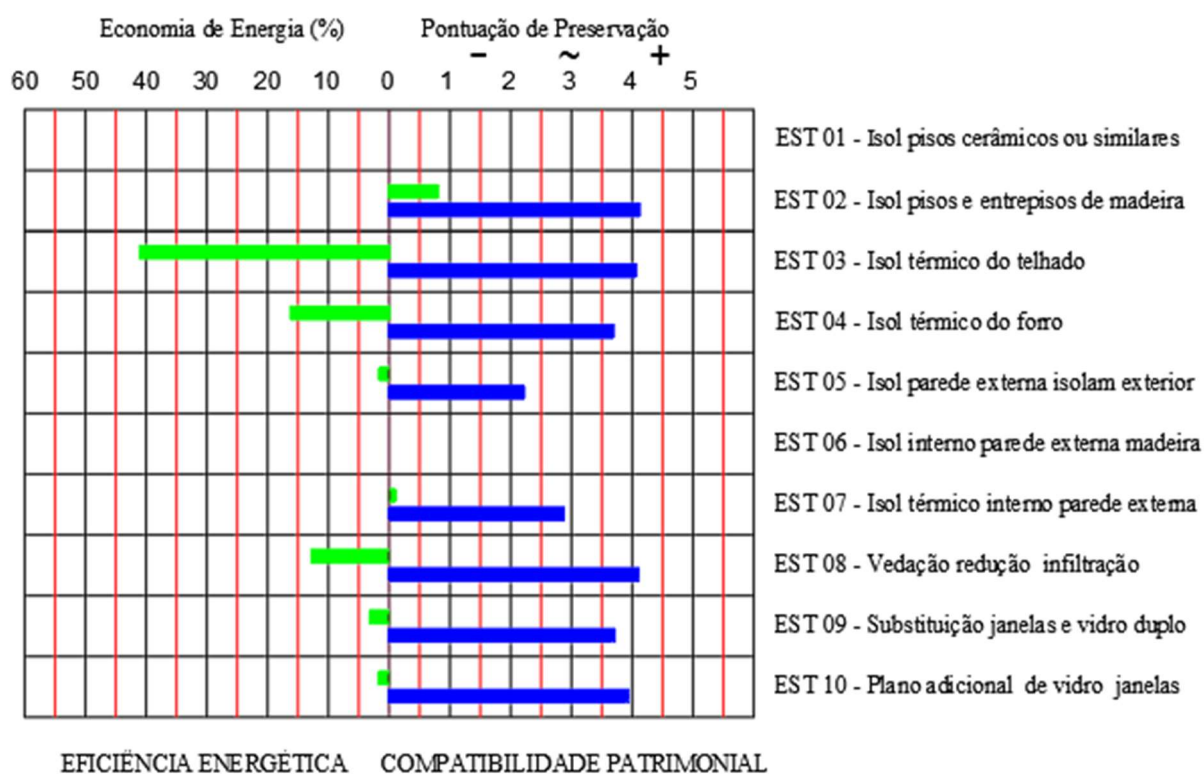 Economia de Energia (%) Pontuação de Preservação
− ~ +
60 50 40 30 20 10 0 1 2 3 4 5
EST 01 - Isol pisos cerâmicos ou similares
EST 02 - Isol pisos e entrepisos de madeira
EST 03 - Isol térmico do telhado
EST 04 - Isol térmico do forro
EST 05 - Isol parede externa isolam exterior
EST 06 - Isol interno parede externa madeira
EST 07 - Isol térmico interno parede externa
EST 08 - Vedação redução infiltração
EST 09 - Substituição janelas e vidro duplo
EST 10 - Plano adicional de vidro janelas
EFICIÊNCIA ENERGÉTICA COMPATIBILIDADE PATRIMONIAL